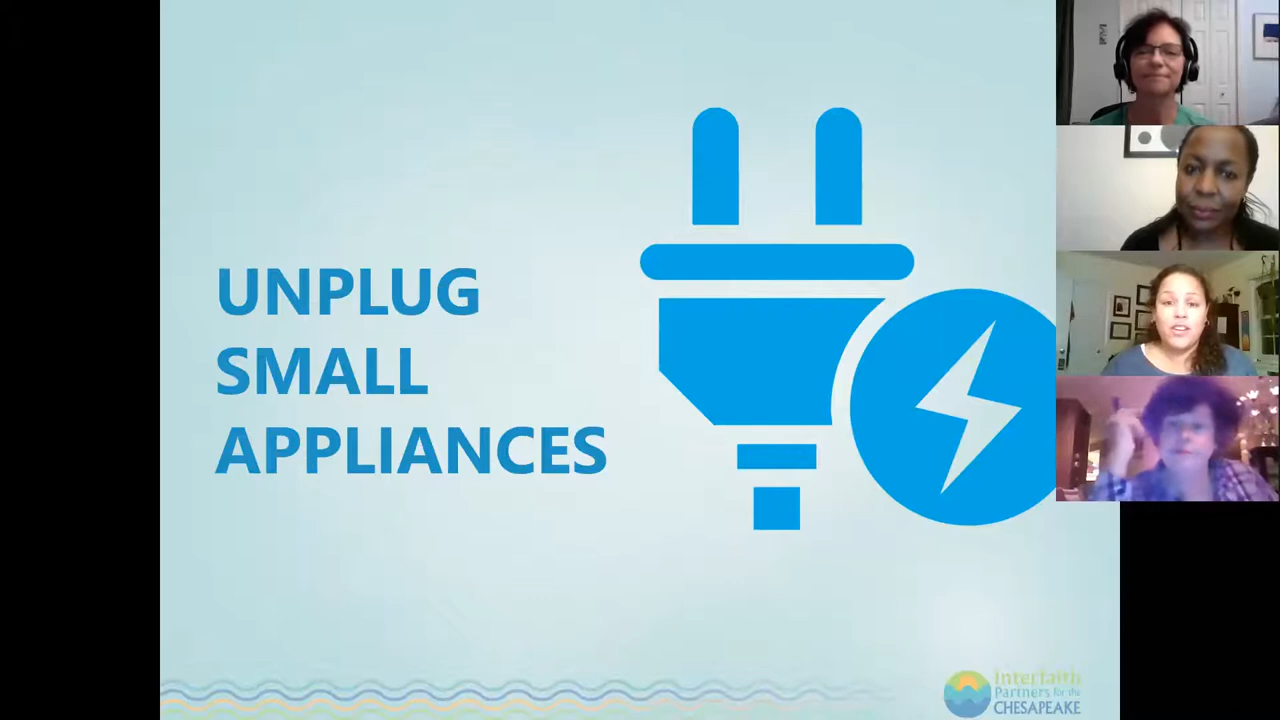 UNPLUG
SMALL
APPLIANCES
Interfaith
Partners for the
CHESAPEAKE